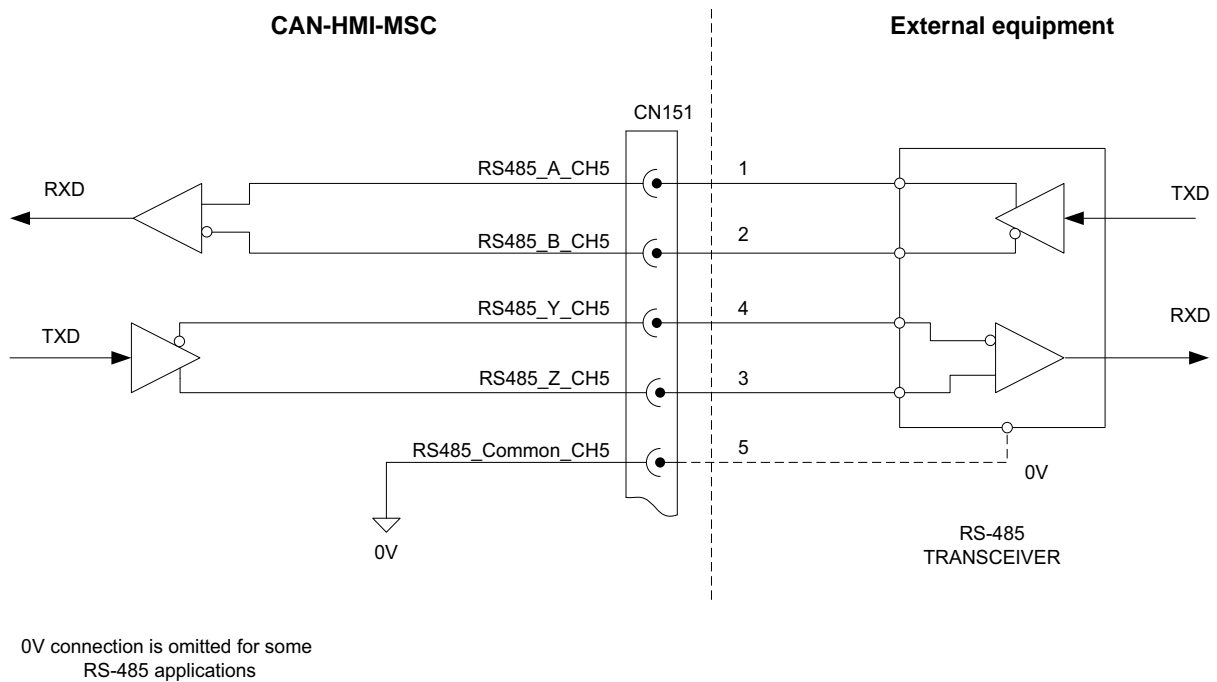 CAN-HMI-MSC
External equipment
CN151
RS485_A_CH5
1
RXD
TXD
RS485_B_CH5
2
RS485_Y_CH5
4
TXD
RXD
RS485_Z_CH5
3
RS485_Common_CH5
5
0V
0V
RS-485
TRANSCEIVER
0V connection is omitted for some
RS-485 applications